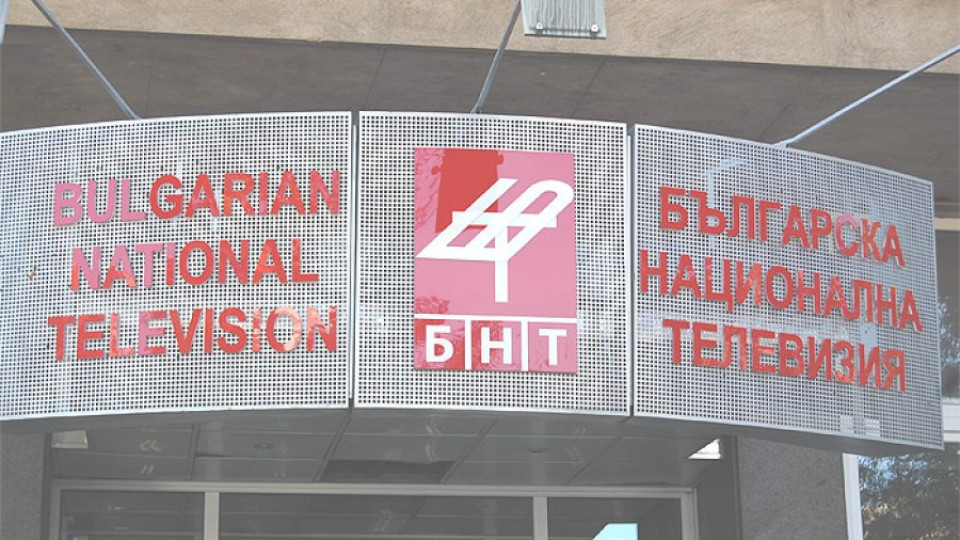 BULGARIAN
NATIONAL
TELEVISION
БНТ
БЪЛГАРСКА
НАЦИОНАЛНА
ТЕЛЕВИЗИЯ